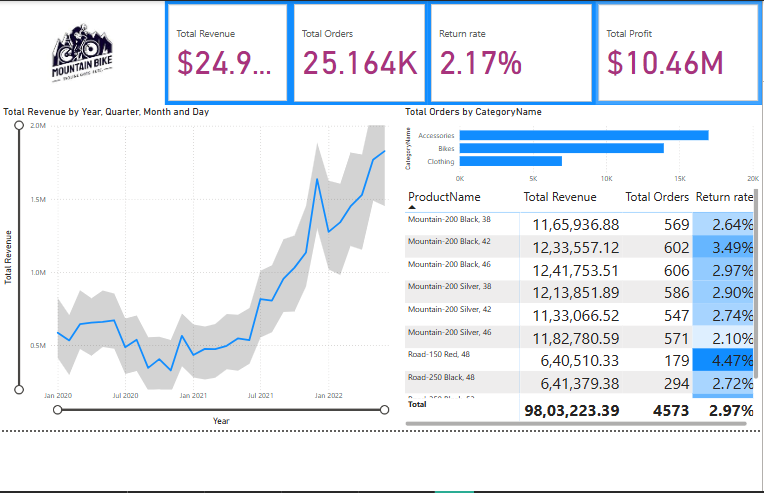 MOUNTAIN BIKE
Total Revenue
$24.9...
Total Orders
25.164K
Return rate
2.17%
Total Profit
$10.46M
Total Revenue by Year, Quarter, Month and Day
Total Revenue
2.0M
1.5M
1.0M
0.5M
Jan 2020
Jul 2020
Jan 2021
Jul 2021
Jan 2022
Year
Total Orders by CategoryName
CategoryName
Accessories
Bikes
Clothing
0K 5K 10K 15K 20K
ProductName Total Revenue Total Orders Return rate
Mountain-200 Black, 38 11,65,936.88 569 2.64%
Mountain-200 Black, 42 12,33,557.12 602 3.49%
Mountain-200 Black, 46 12,41,753.51 606 2.97%
Mountain-200 Silver, 38 12,13,851.89 586 2.90%
Mountain-200 Silver, 42 11,33,066.52 547 2.74%
Mountain-200 Silver, 46 11,82,780.59 571 2.10%
Road-150 Red, 48 6,40,510.33 179 4.47%
Road-250 Black, 48 6,41,379.38 294 2.72%
Total 98,03,223.39 4573 2.97%